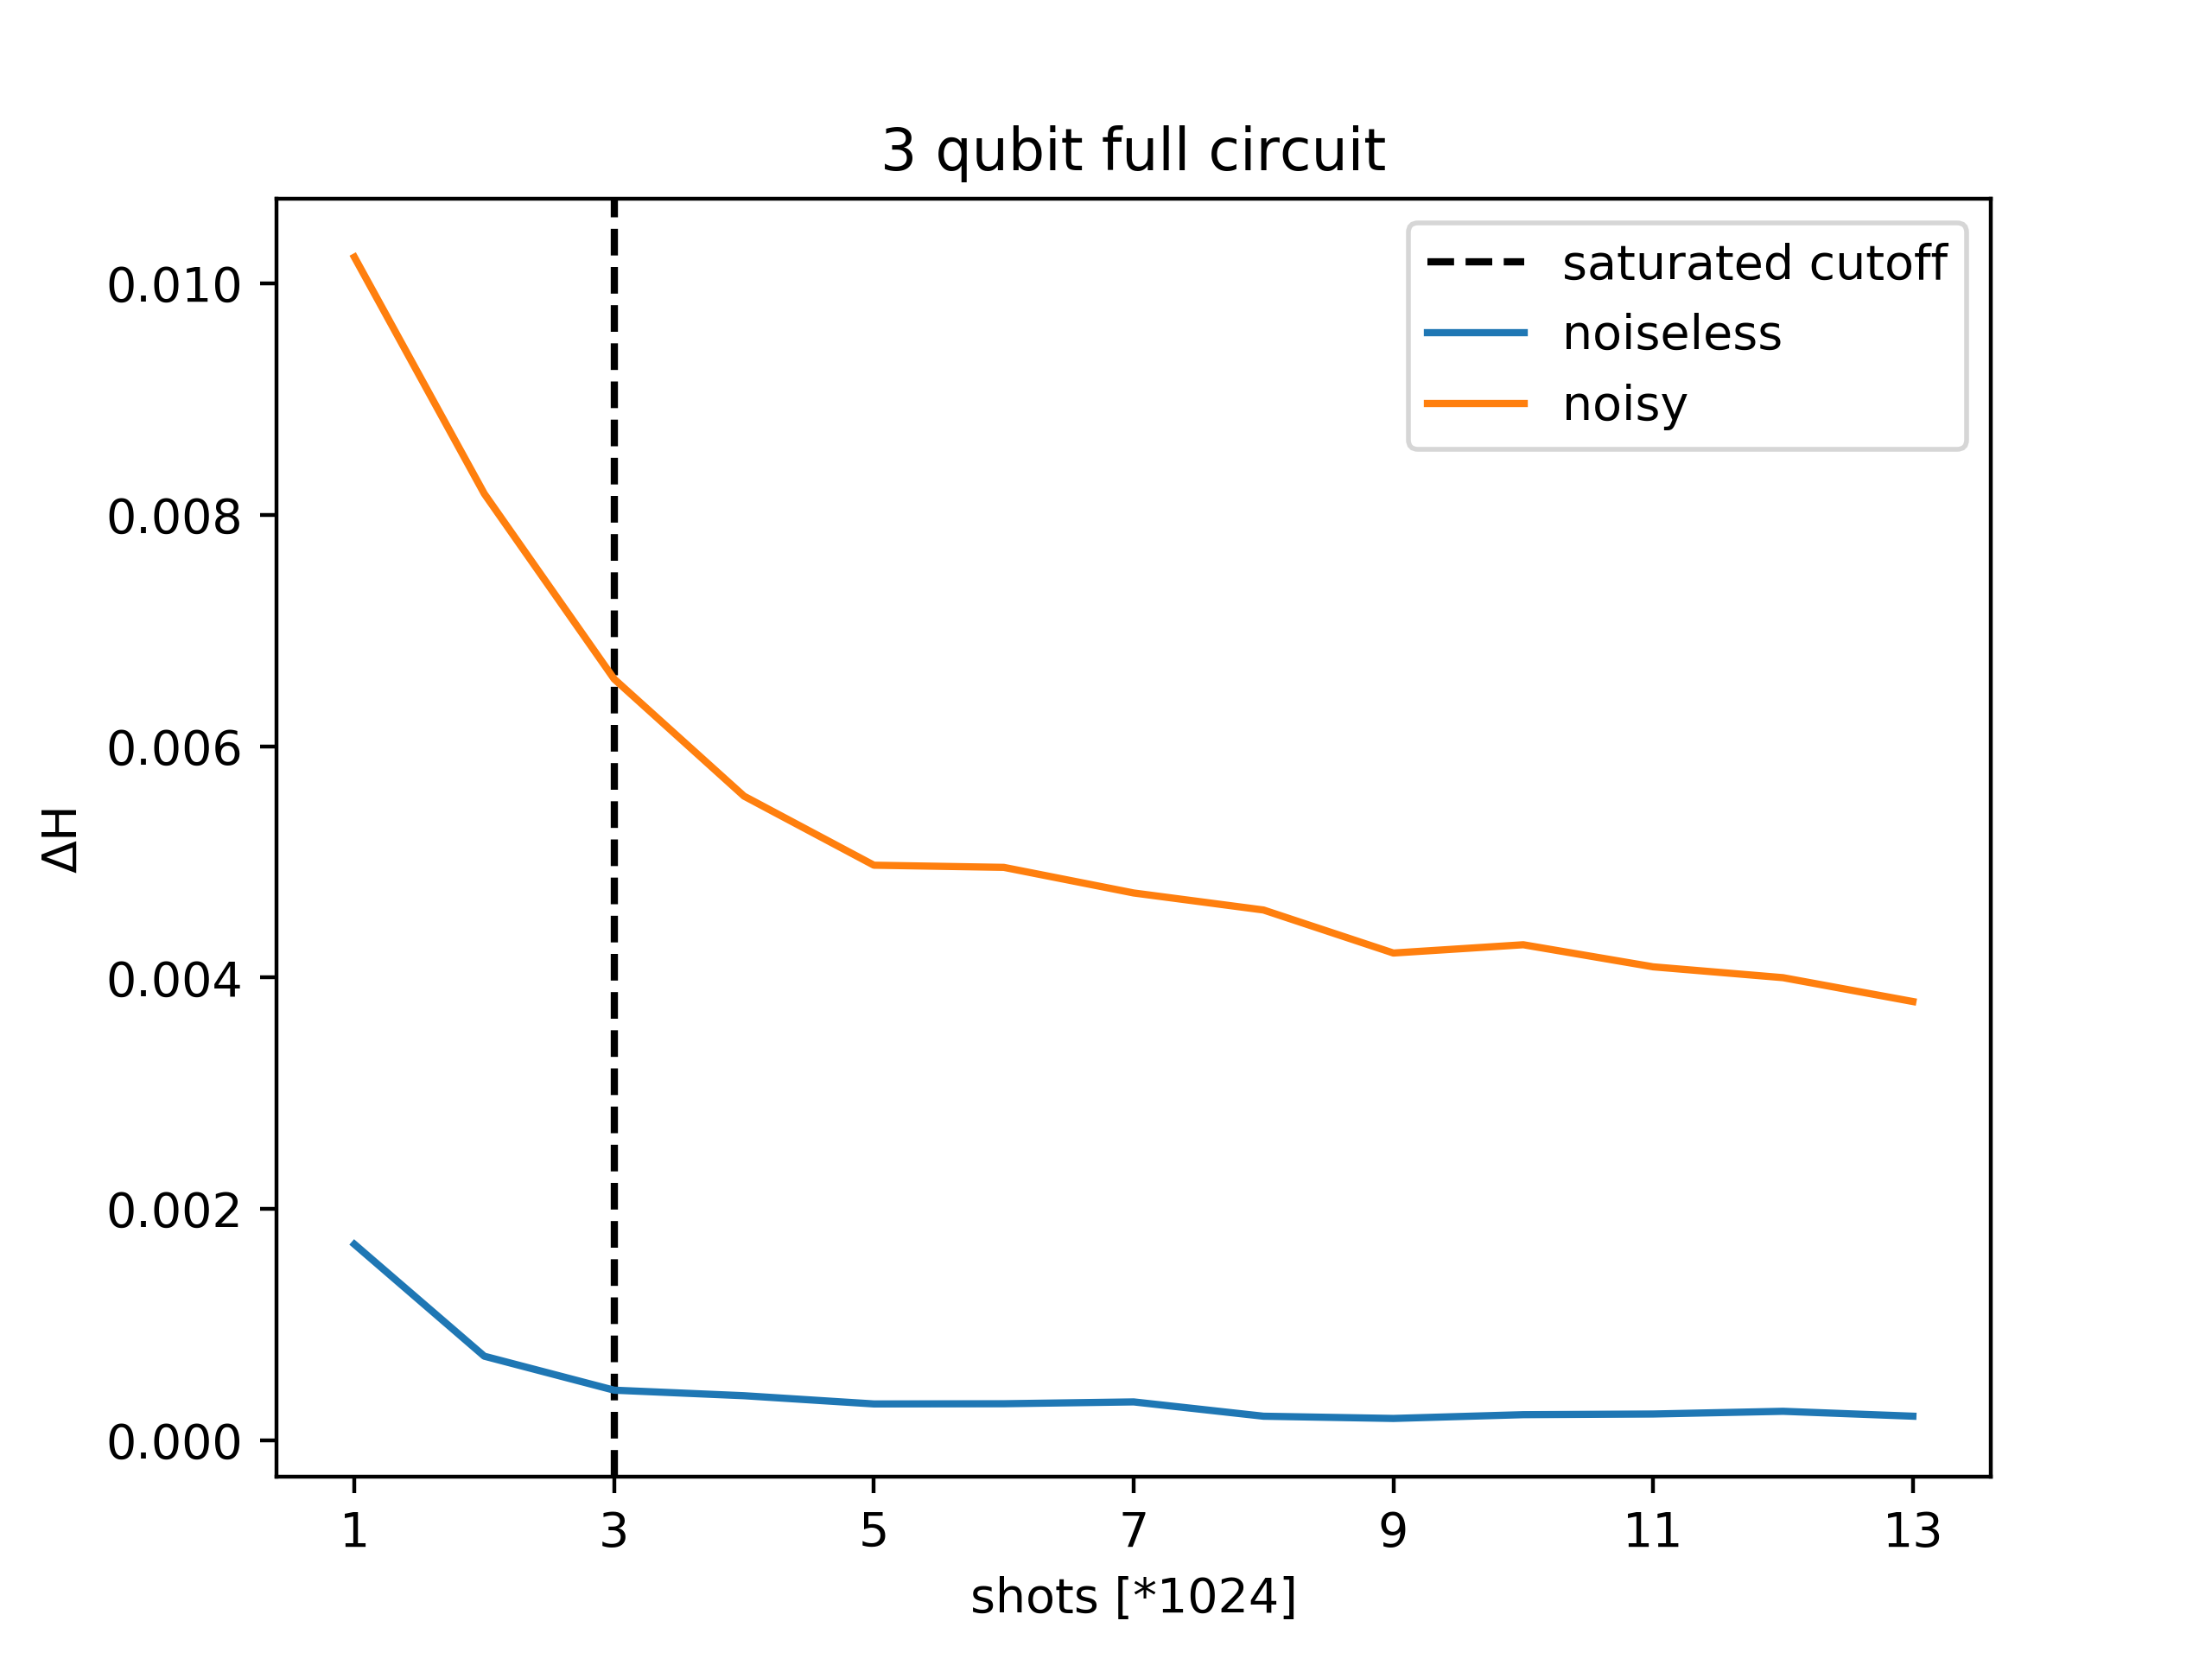 3 qubit full circuit
saturated cutoff
noiseless
noisy
0.010
0.008
0.006
0.004
0.002
0.000
ΔH
1 3 5 7 9 11 13
shots [*1024]